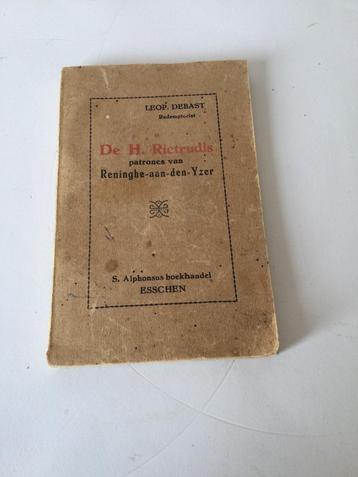 LEOP. DEBAST
Redemptorist
De H. Rictrudis
patrones van
Reninghe-aan-den-Yzer
S. Alphonsus boekhandel
ESSCHEN